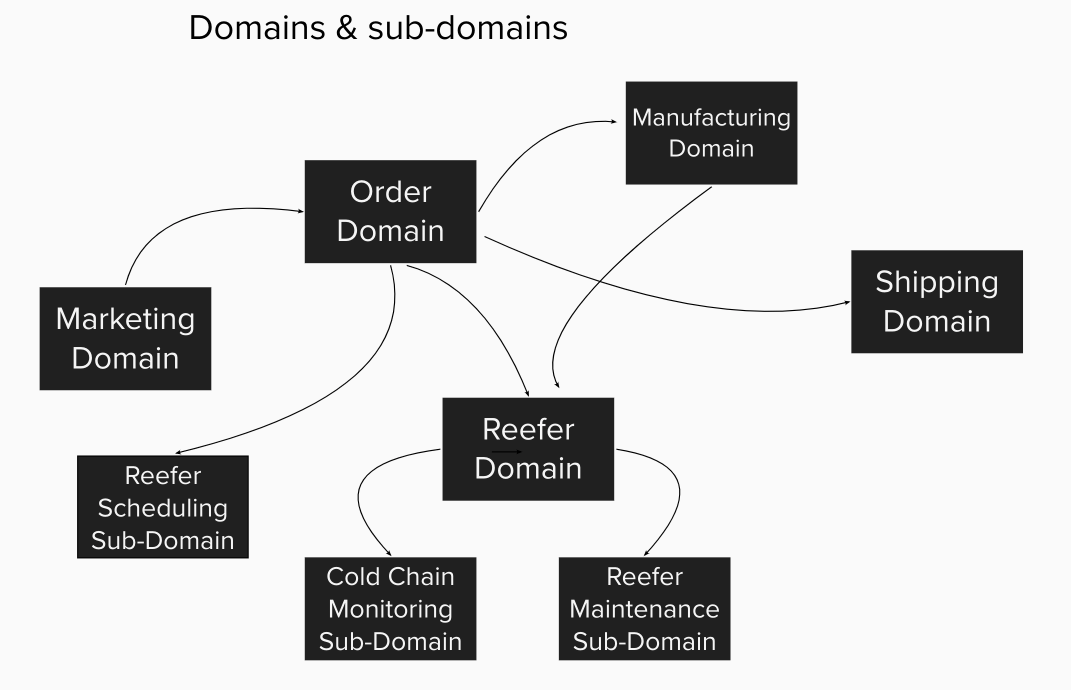 Domains & sub-domains
Manufacturing
Domain
Order
Domain
Shipping
Domain
Marketing
Domain
Reefer
Domain
Reefer
Scheduling
Sub-Domain
Cold Chain
Monitoring
Sub-Domain
Reefer
Maintenance
Sub-Domain